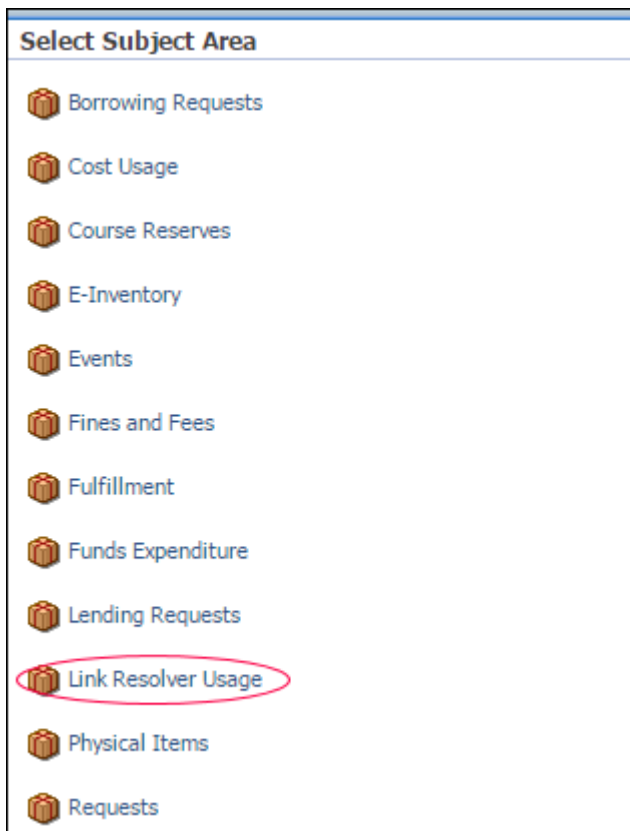 Select Subject Area
Borrowing Requests
Cost Usage
Course Reserves
E-Inventory
Events
Fines and Fees
Fulfillment
Funds Expenditure
Lending Requests
Link Resolver Usage
Physical Items
Requests